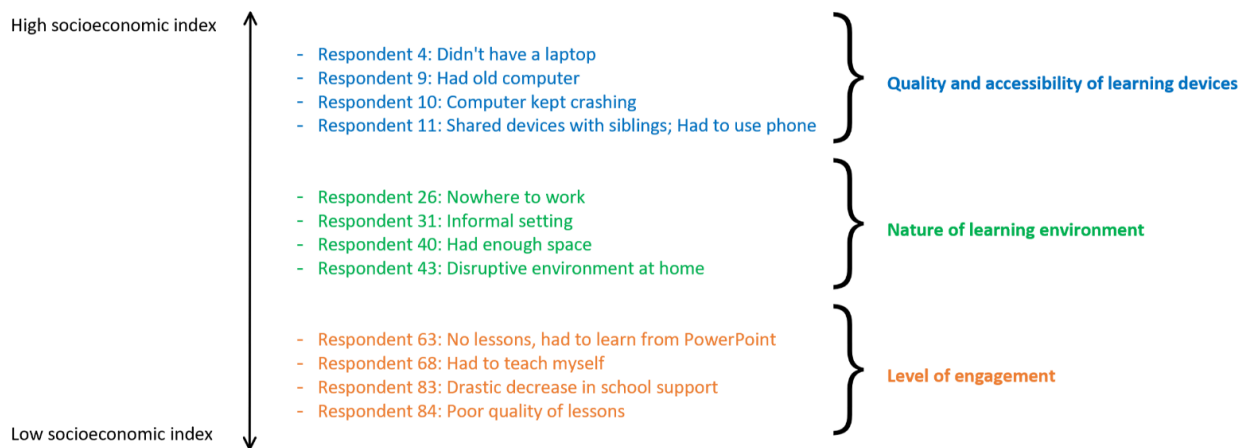 High socioeconomic index
- Respondent 4: Didn't have a laptop
- Respondent 9: Had old computer
- Respondent 10: Computer kept crashing
- Respondent 11: Shared devices with siblings; Had to use phone
Quality and accessibility of learning devices
- Respondent 26: Nowhere to work
- Respondent 31: Informal setting
- Respondent 40: Had enough space
- Respondent 43: Disruptive environment at home
Nature of learning environment
- Respondent 63: No lessons, had to learn from PowerPoint
- Respondent 68: Had to teach myself
- Respondent 83: Drastic decrease in school support
- Respondent 84: Poor quality of lessons
Level of engagement
Low socioeconomic index